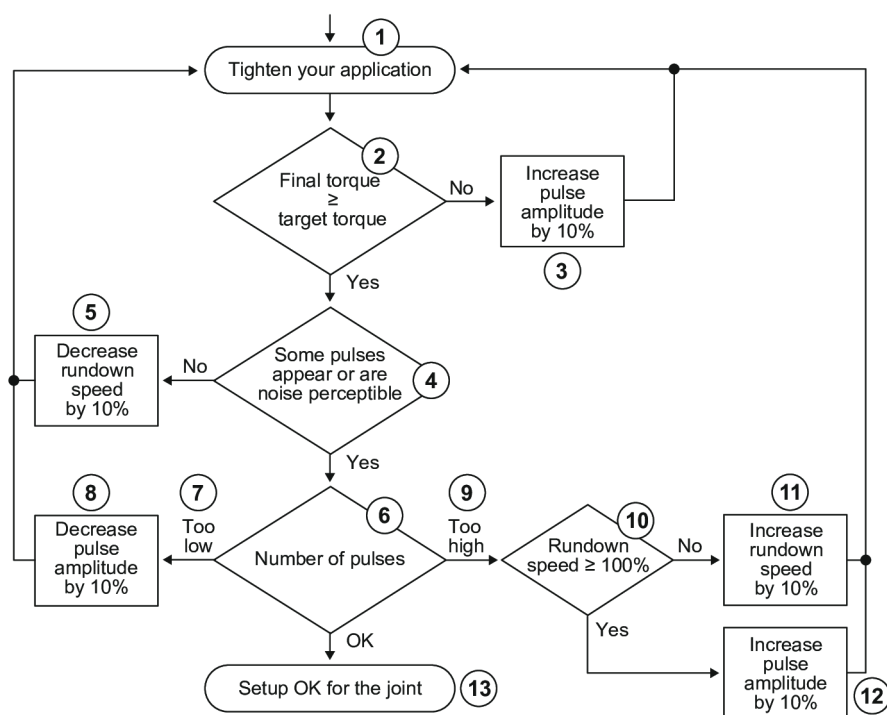 1
Tighten your application
2
Final torque
≥
target torque
No
Increase
pulse
amplitude
by 10%
3
Yes
5
Decrease
rundown
speed
by 10%
No
Some pulses
appear or are
noise perceptible
4
Yes
8
Decrease
pulse
amplitude
by 10%
7
Too
low
6
Number of pulses
9
Too
high
10
Rundown
speed ≥ 100%
No
11
Increase
rundown
speed
by 10%
Yes
Increase
pulse
amplitude
by 10%
12
OK
Setup OK for the joint
13